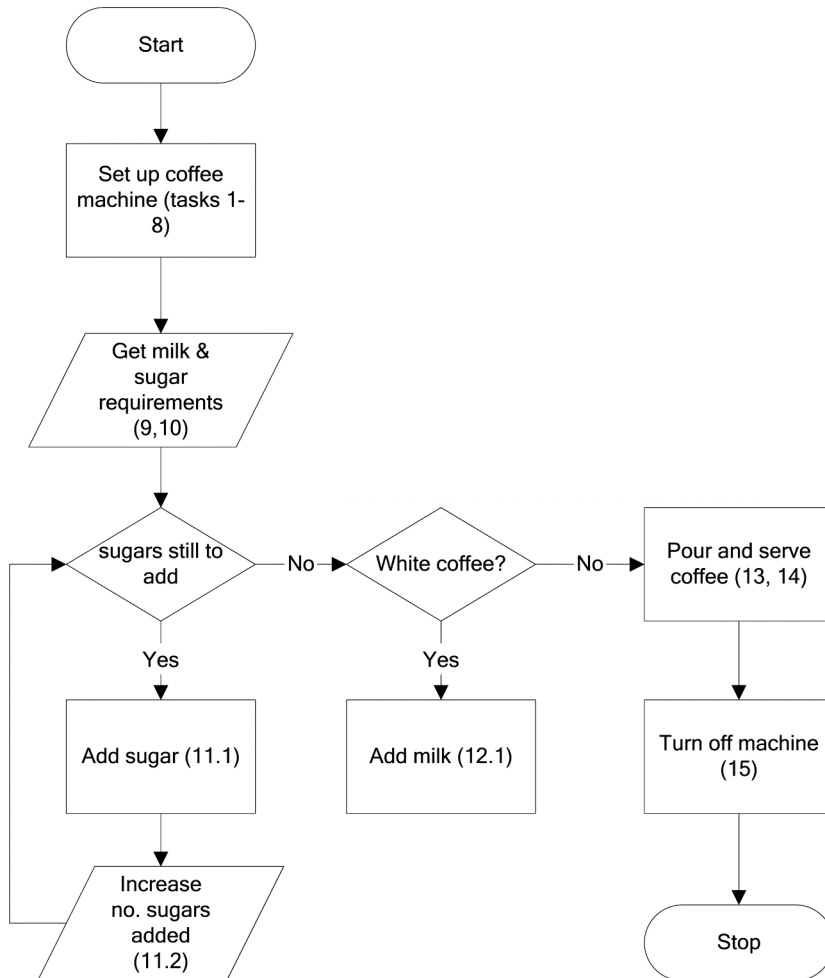 Start
Set up coffee
machine (tasks 1-
8)
Get milk &
sugar
requirements
(9,10)
sugars still to
add
No
White coffee?
No
Pour and serve
coffee (13, 14)
Yes
Yes
Add sugar (11.1)
Add milk (12.1)
Turn off machine
(15)
Increase
no. sugars
added
(11.2)
Stop